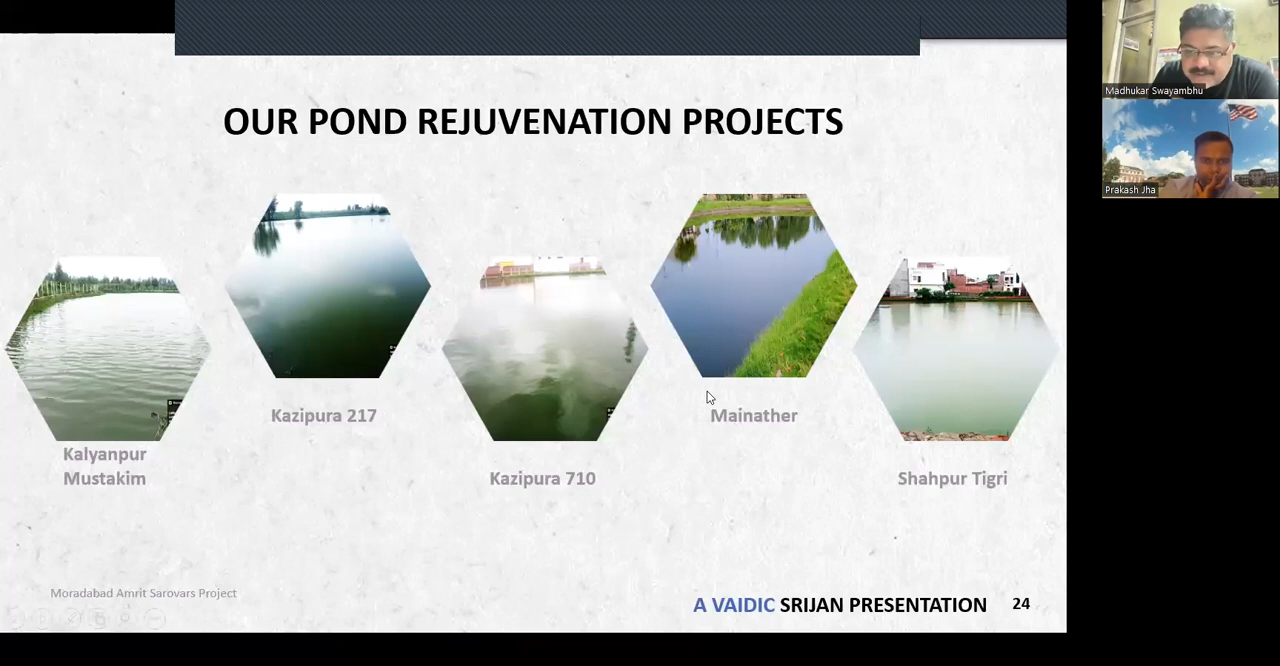 OUR POND REJUVENATION PROJECTS
Kalyanpur
Mustakim
Kazipura 217
Kazipura 710
Mainather
Shahpur Tigri
Moradabad Amrit Sarovars Project
A VAIDIC SRIJAN PRESENTATION
24
Madhukar Swayambhu
Prakash Jha